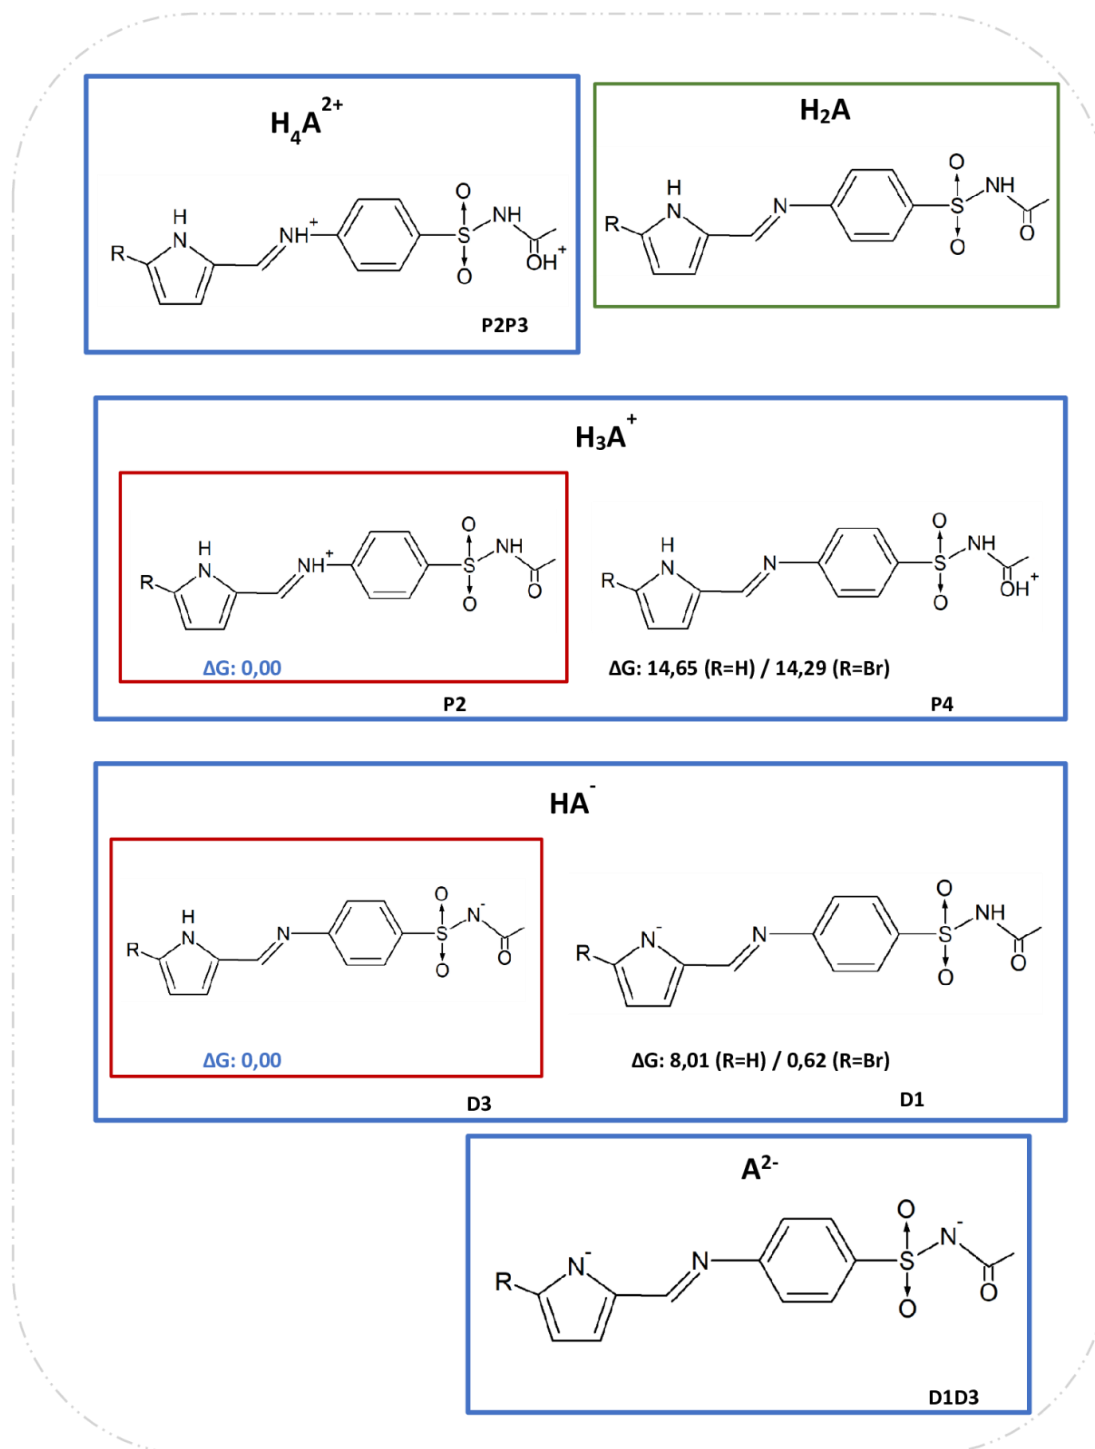 H₄A²⁺
H
N
R
NH⁺
O
S
O
NH
OH⁺
P2P3
H₂A
H
N
R
N
O
S
O
NH
O
H₃A⁺
H
N
R
NH⁺
O
S
O
NH
O
ΔG: 0,00
P2
H
N
R
N
O
S
O
NH
OH⁺
ΔG: 14,65 (R=H) / 14,29 (R=Br)
P4
HA⁻
H
N
R
N
O
S
O
N⁻
O
ΔG: 0,00
D3
N⁻
R
N
O
S
O
NH
O
ΔG: 8,01 (R=H) / 0,62 (R=Br)
D1
A²⁻
N⁻
R
N
O
S
O
N⁻
O
D1D3